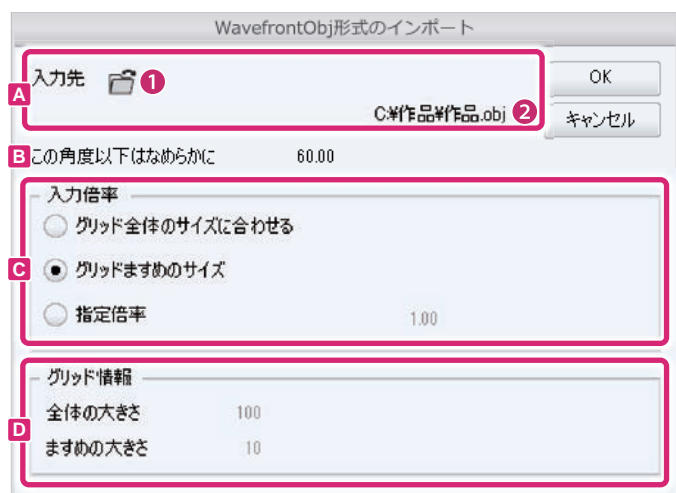 WavefrontObj形式のインポート
A 入力先 1 OK
C:¥作品¥作品.obj 2 キャンセル
B この角度以下はなめらかに 60.00
入力倍率
グリッド全体のサイズに合わせる
C グリッドますめのサイズ
指定倍率 1.00
グリッド情報
全体の大きさ 100
D
ますめの大きさ 10